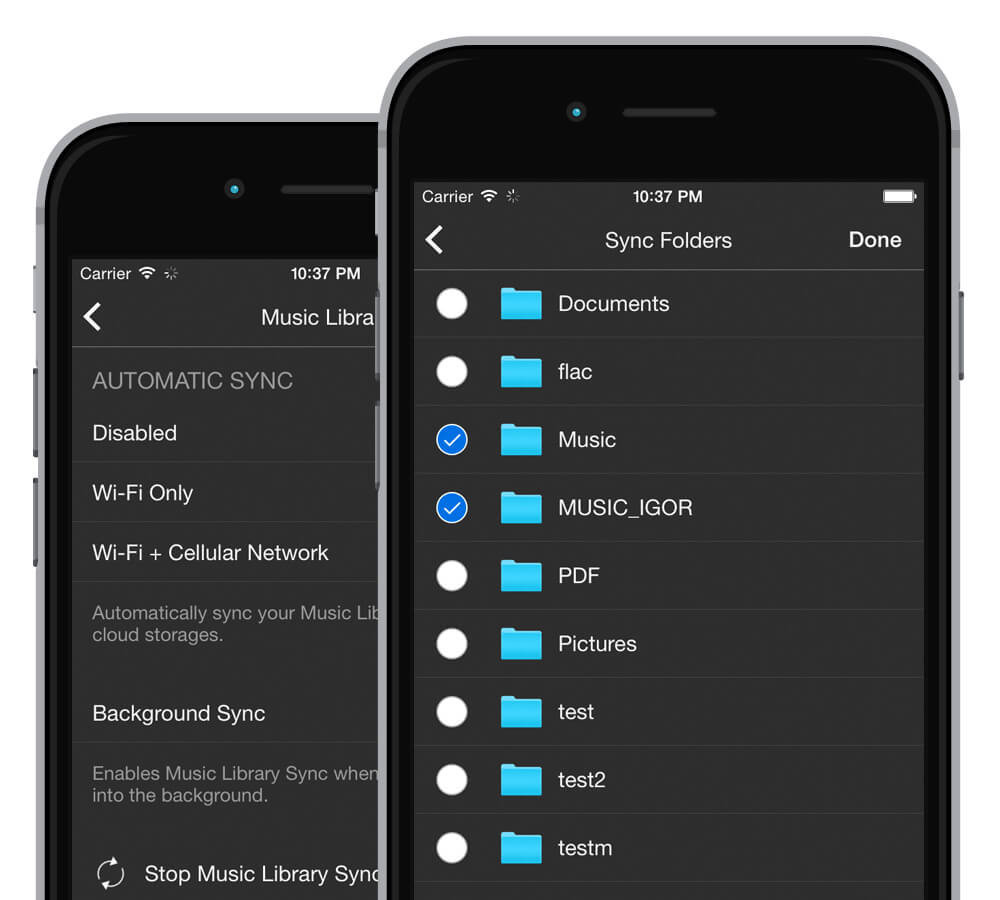 Carrier 10:37 PM
Music Libra
AUTOMATIC SYNC
Disabled
Wi-Fi Only
Wi-Fi + Cellular Network
Automatically sync your Music Lib
cloud storages.
Background Sync
Enables Music Library Sync when
into the background.
Stop Music Library Sync
Carrier 10:37 PM
Sync Folders Done
Documents
flac
Music
MUSIC_IGOR
PDF
Pictures
test
test2
testm